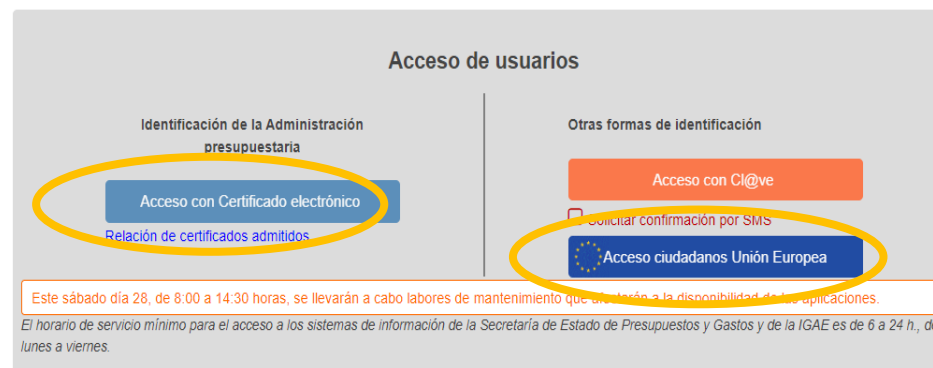 Acceso de usuarios
Identificación de la Administración
presupuestaria
Acceso con Certificado electrónico
Relación de certificados admitidos
Otras formas de identificación
Acceso con Cl@ve
Solicitar confirmación por SMS
Acceso ciudadanos Unión Europea
Este sábado día 28, de 8:00 a 14:30 horas, se llevarán a cabo labores de mantenimiento que afectarán a la disponibilidad de las aplicaciones.
El horario de servicio mínimo para el acceso a los sistemas de información de la Secretaría de Estado de Presupuestos y Gastos y de la IGAE es de 6 a 24 h.,
lunes a viernes.